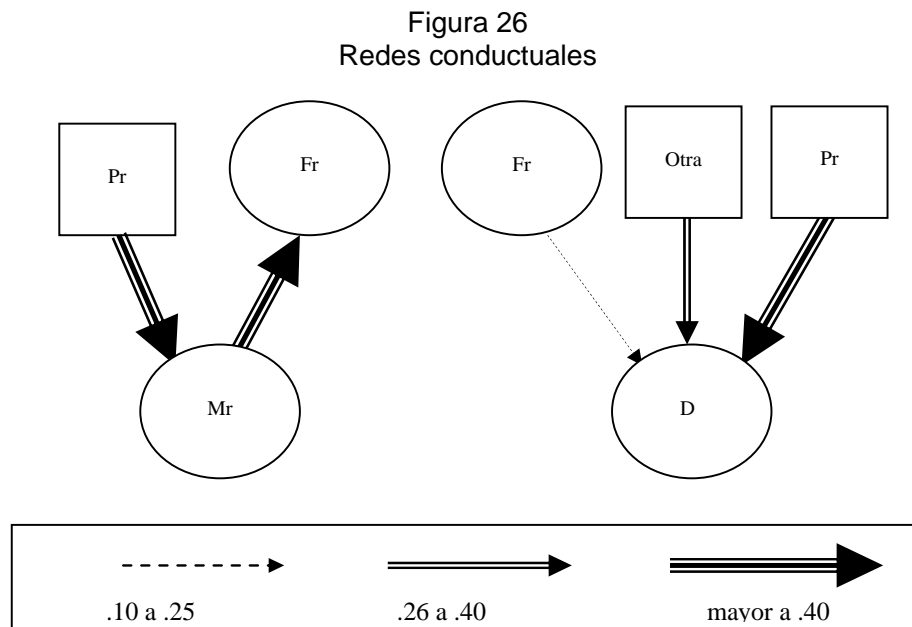 Figura 26
Redes conductuales
Pr
Fr
Fr
Otra
Pr
Mr
D
.10 a .25
.26 a .40
mayor a .40